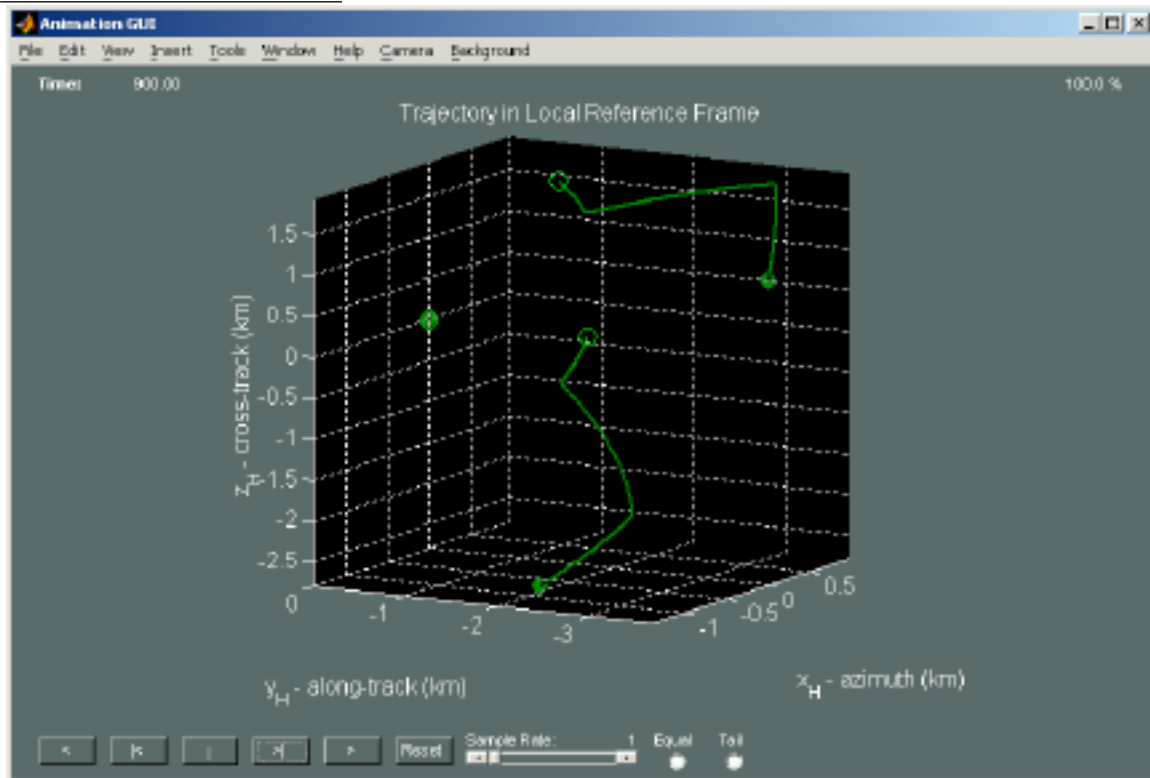 Animation GUI
File Edit View Insert Tools Window Help Camera Background
Time: 900.00 100.0 %
Trajectory in Local Reference Frame
1.5
1
0.5
0
-0.5
-1
-1.5
-2
-2.5
z_H - cross-track (km)
0 -1 -2 -3
-1 -0.5 0 0.5
y_H - along-track (km)
x_H - azimuth (km)
< |< || >| > Reset Sample Rate: 1 Equal Tail